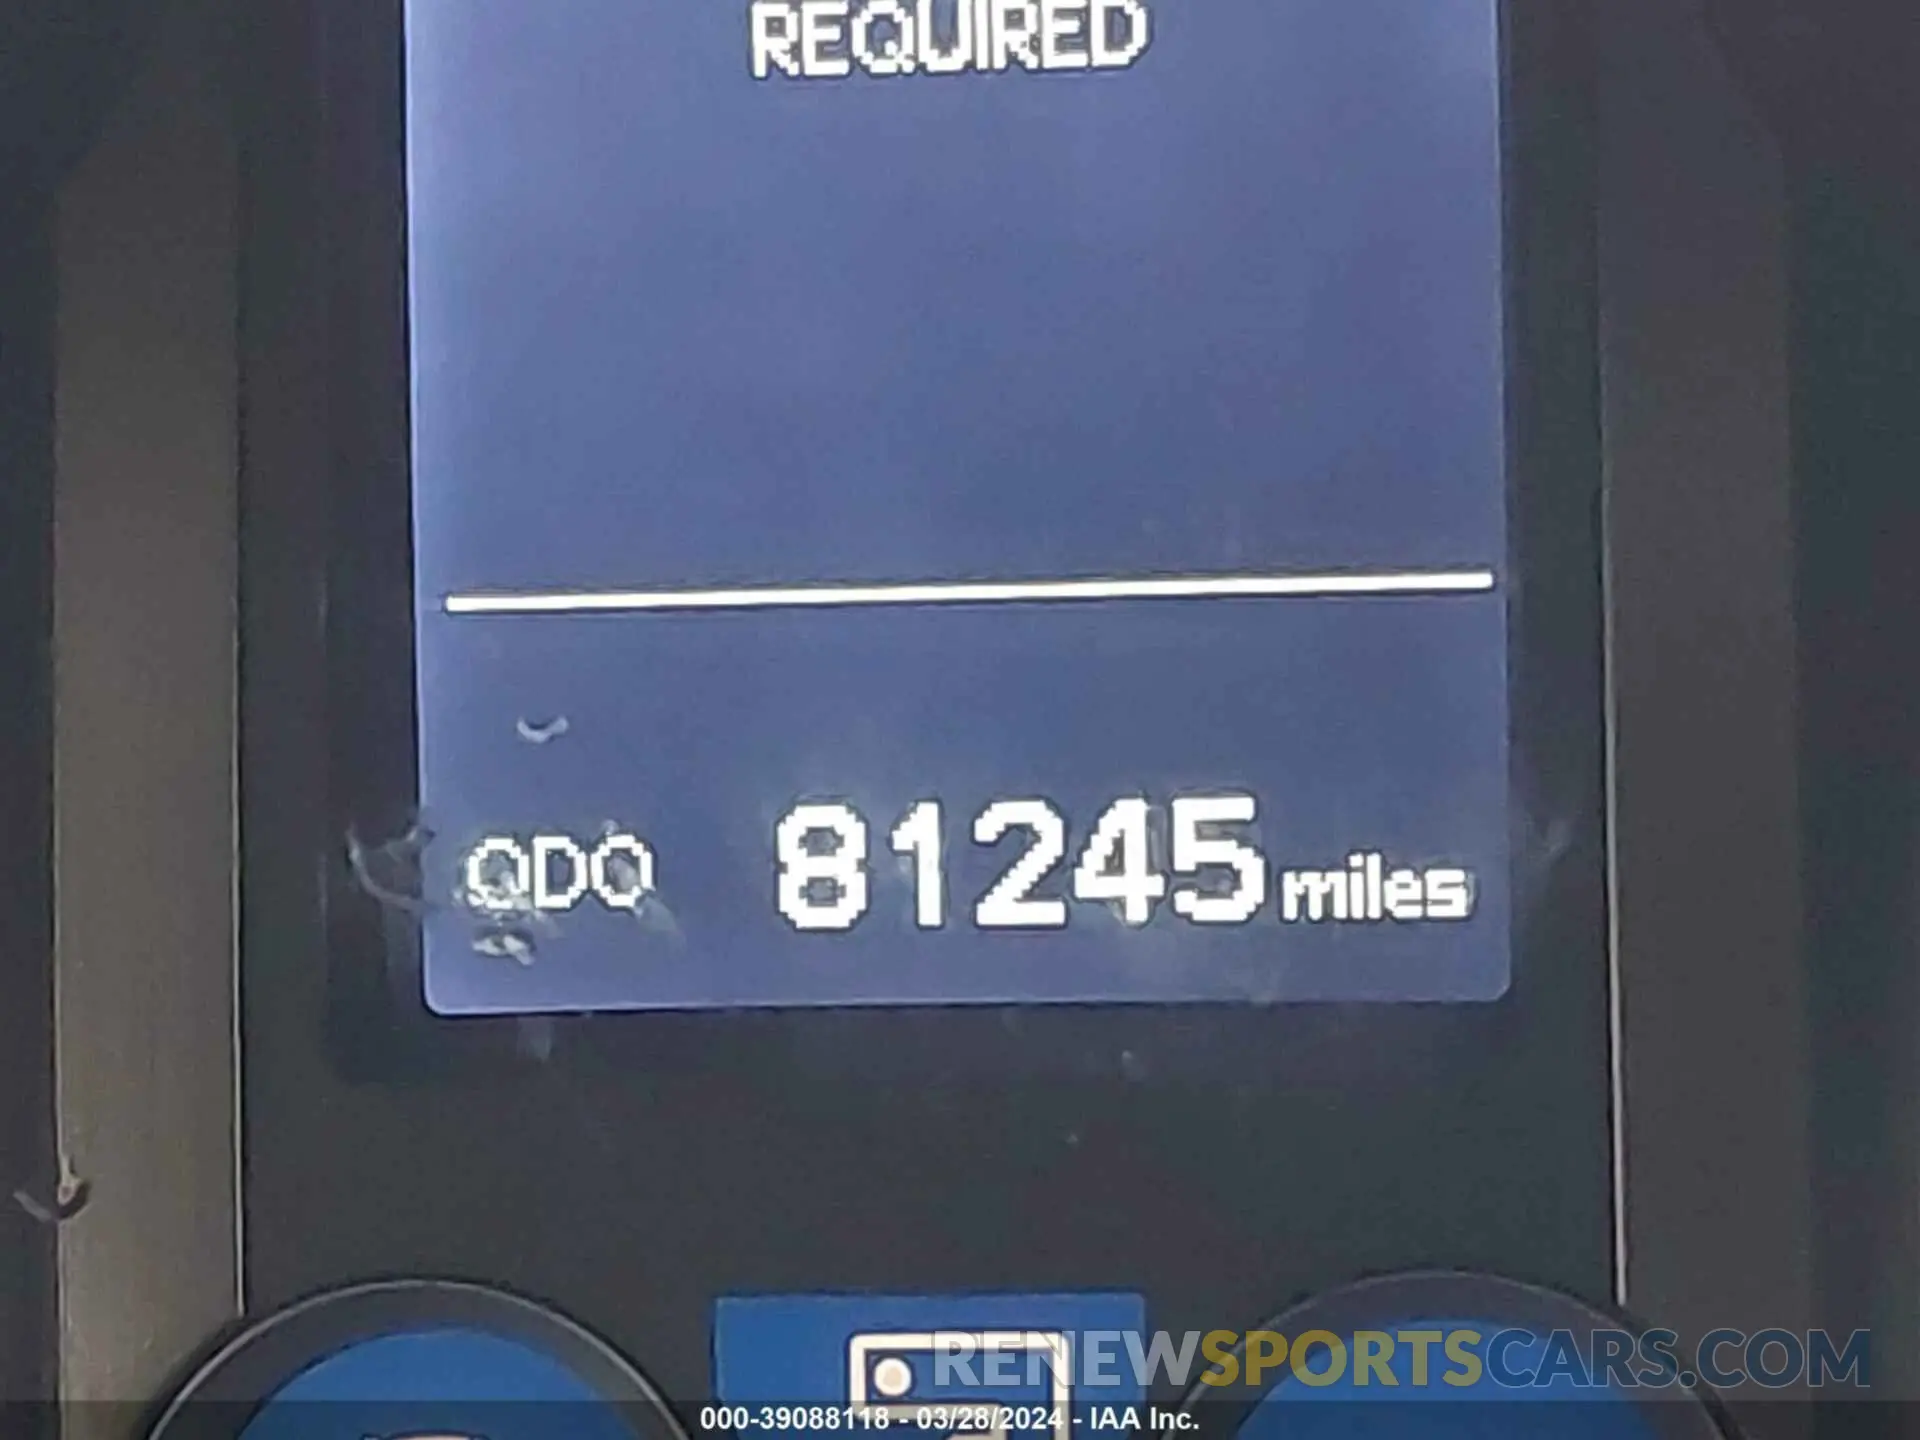 REQUIRED
ODO 81245 miles
RENEWSPORTSCARS.COM
000-39088118 - 03/28/2024 - IAA Inc.